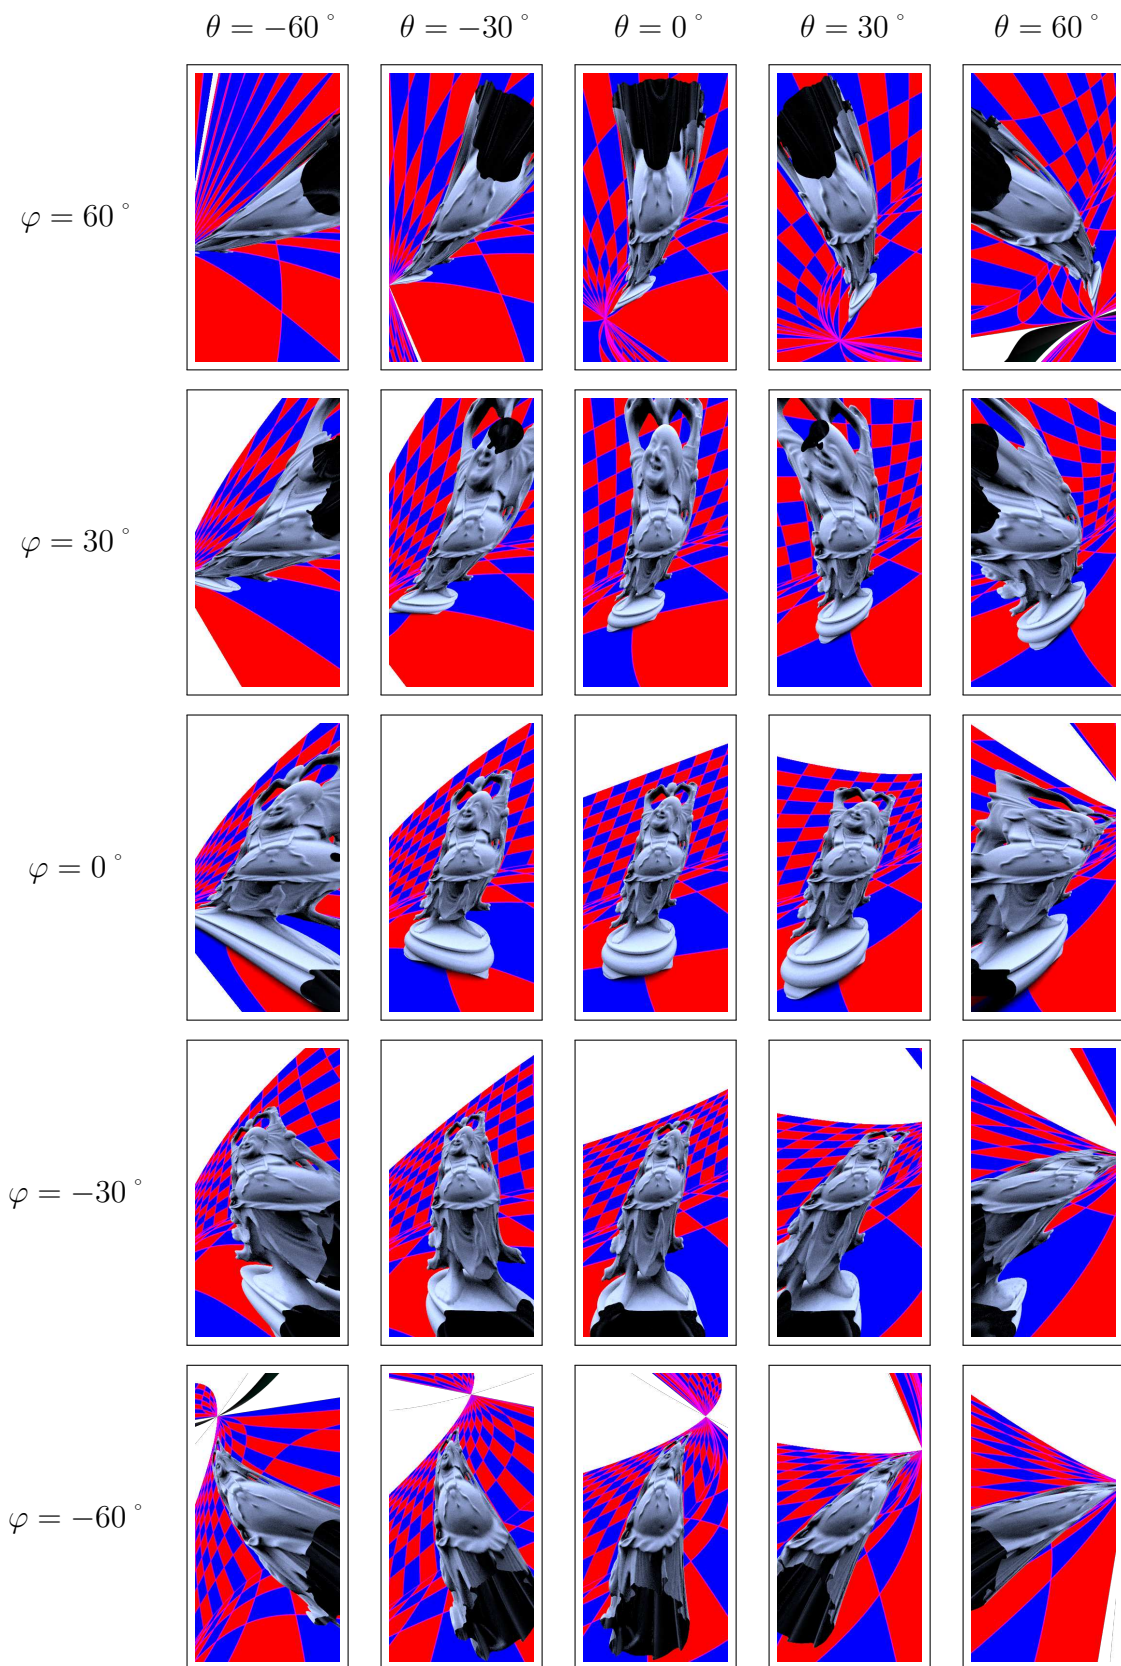 θ = −60° θ = −30° θ = 0° θ = 30° θ = 60°
φ = 60°
φ = 30°
φ = 0°
φ = −30°
φ = −60°